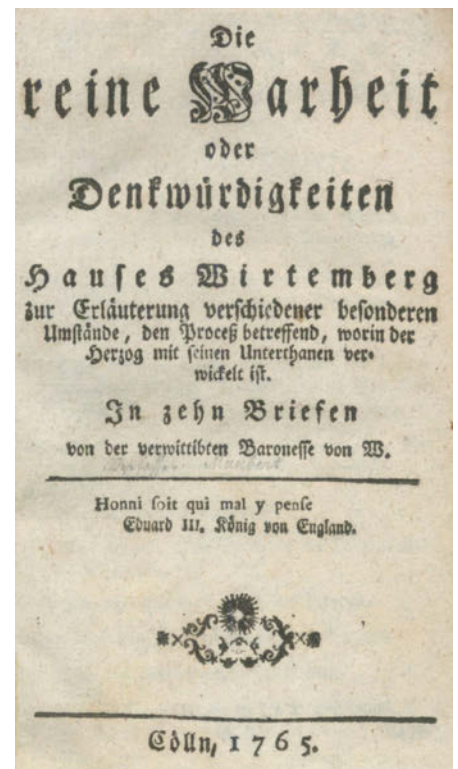 Die
reine Warheit
oder
Denkwürdigkeiten
des
Hauses Wirtemberg
zur Erläuterung verschiedener besonderen
Umstände, den Proceß betreffend, worin der
Herzog mit seinen Unterthanen ver-
wickelt ist.
In zehn Briefen
von der verwittibten Baronesse von W.
Honni soit qui mal y pense
Eduard III. König von England.
Cölln, 1765.